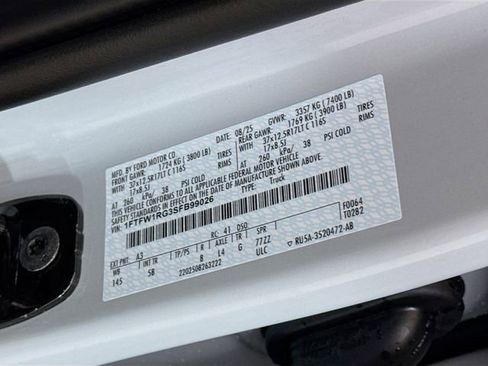 MFD. BY FORD MOTOR CO. DATE: 08/25 GVWR: 3357 KG (7400 LB)
FRONT GAWR: 1724 KG (3800 LB) REAR GAWR: 1769 KG (3900 LB)
WITH 37x12.5R17LT C 116S TIRES WITH 37x12.5R17LT C 116S TIRES
17x8.5J RIMS 17x8.5J RIMS
AT 260 kPa/ 38 PSI COLD AT 260 kPa/ 38 PSI COLD
THIS VEHICLE CONFORMS TO ALL APPLICABLE FEDERAL MOTOR VEHICLE
SAFETY STANDARDS IN EFFECT ON THE DATE OF MANUFACTURE SHOWN ABOVE.
VIN: 1FTFW1RG3SFB99026 TYPE: Truck
F0064
T0282
EXT PNT: A3 RC: 41 DSO:
WB INT TR TP/PS R AXLE TR SPR
145 SB 8 L4 G 77ZZ
ULC
2202508263222
RU5A-3520472-AB